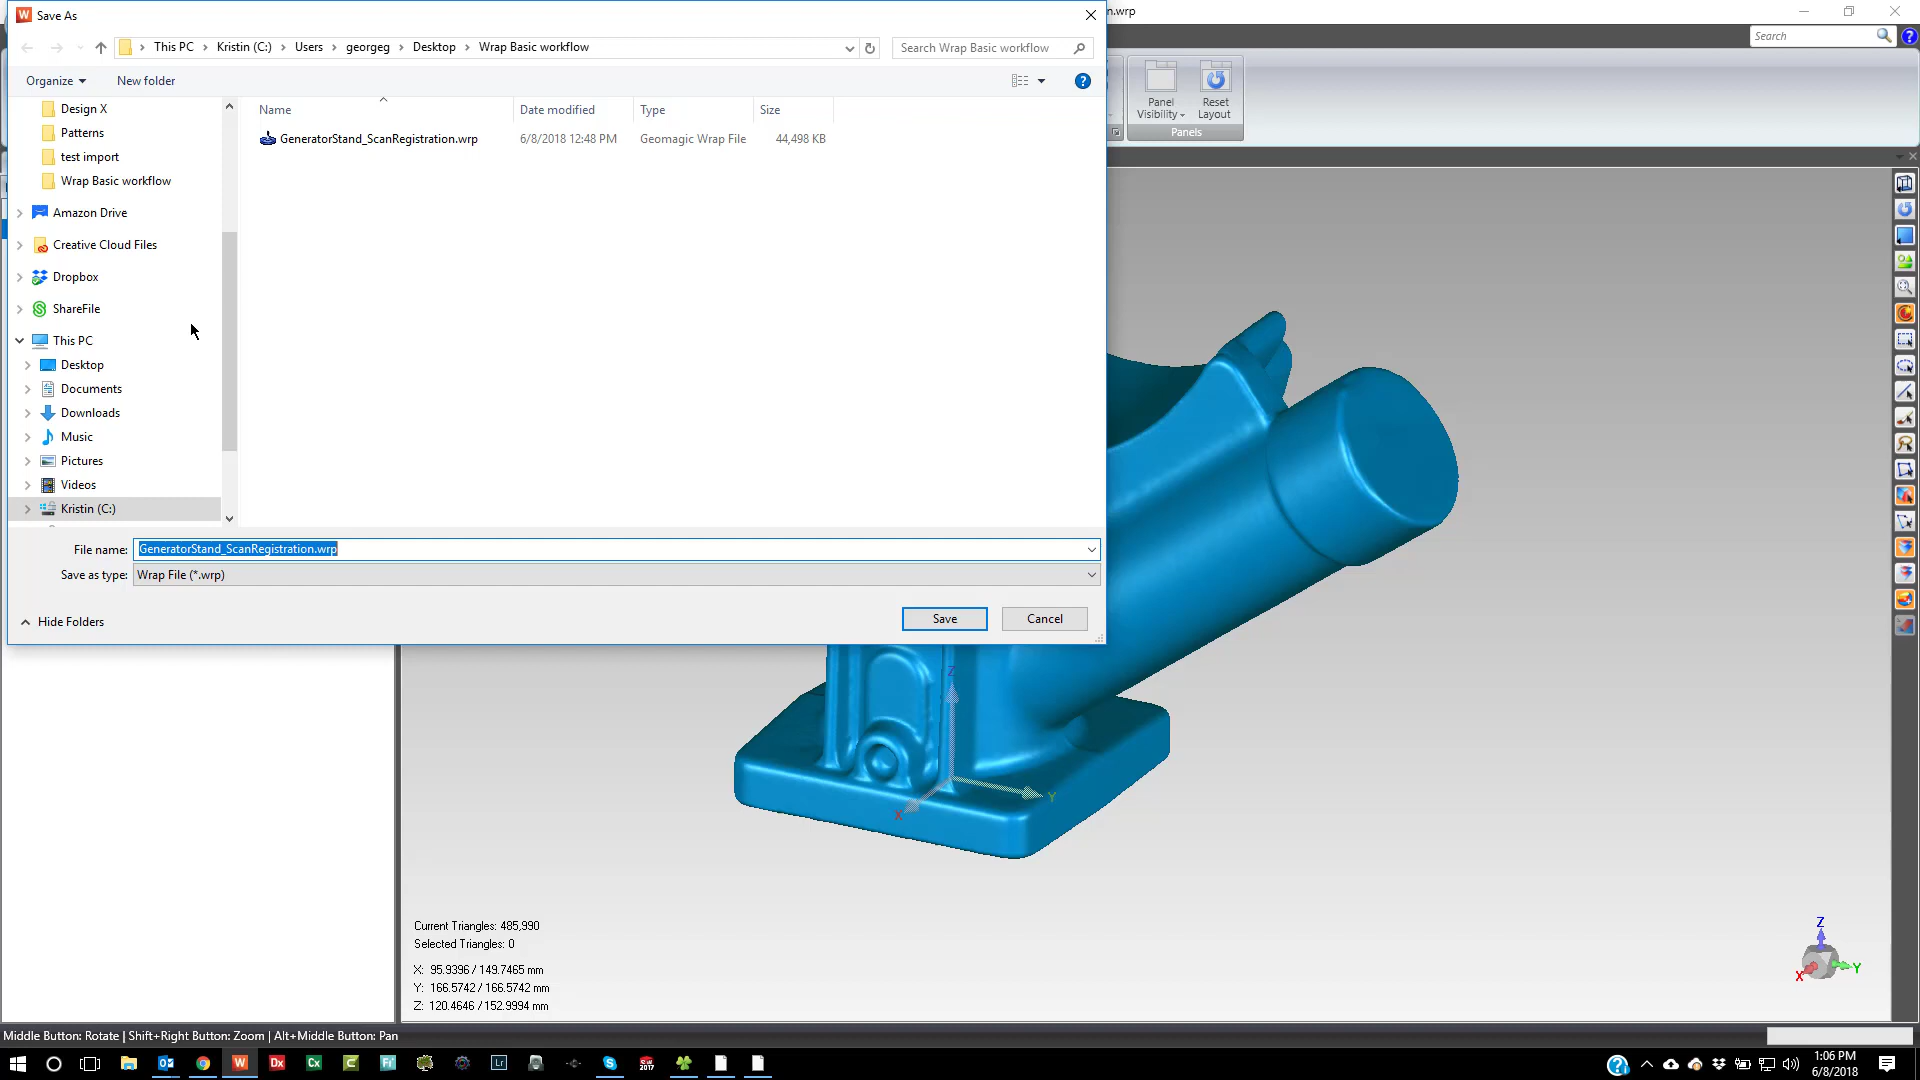 Save As
n.wrp
Search
This PC
Kristin (C:)
Users
georgeg
Desktop
Wrap Basic workflow
Search Wrap Basic workflow
Organize
New folder
Panel
Visibility
Reset
Layout
Panels
Design X
Patterns
test import
Wrap Basic workflow
Amazon Drive
Creative Cloud Files
Dropbox
ShareFile
This PC
Desktop
Documents
Downloads
Music
Pictures
Videos
Kristin (C:)
Name
Date modified
Type
Size
GeneratorStand_ScanRegistration.wrp
6/8/2018 12:48 PM
Geomagic Wrap File
44,498 KB
File name:
GeneratorStand_ScanRegistration.wrp
Save as type:
Wrap File (*.wrp)
Hide Folders
Save
Cancel
Z
Y
X
Current Triangles: 485,990
Selected Triangles: 0
X: 95.9396 / 149.7465 mm
Y: 166.5742 / 166.5742 mm
Z: 120.4646 / 152.9994 mm
Z
Y
X
Middle Button: Rotate | Shift+Right Button: Zoom | Alt+Middle Button: Pan
W
Dx
Cx
C
Fi
Lr
2017
1:06 PM
6/8/2018